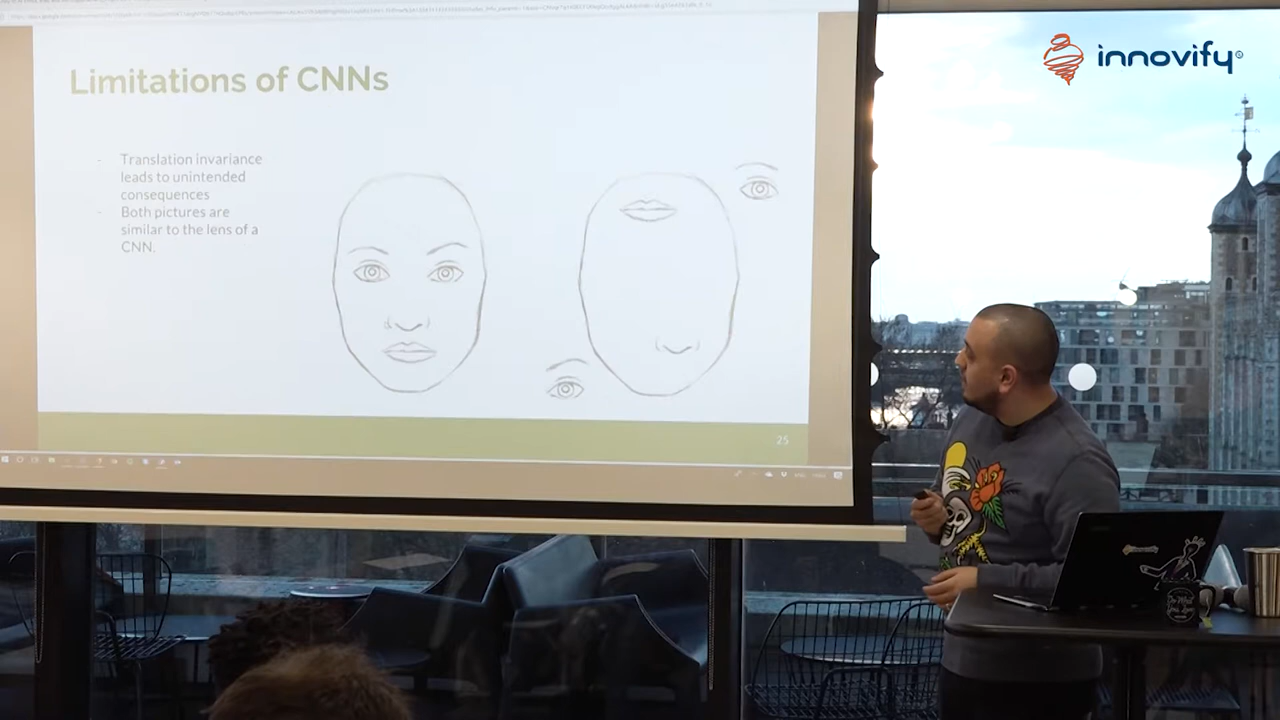 innovify
Limitations of CNNs
- Translation invariance
leads to unintended
consequences
- Both pictures are
similar to the lens of a
CNN.
25